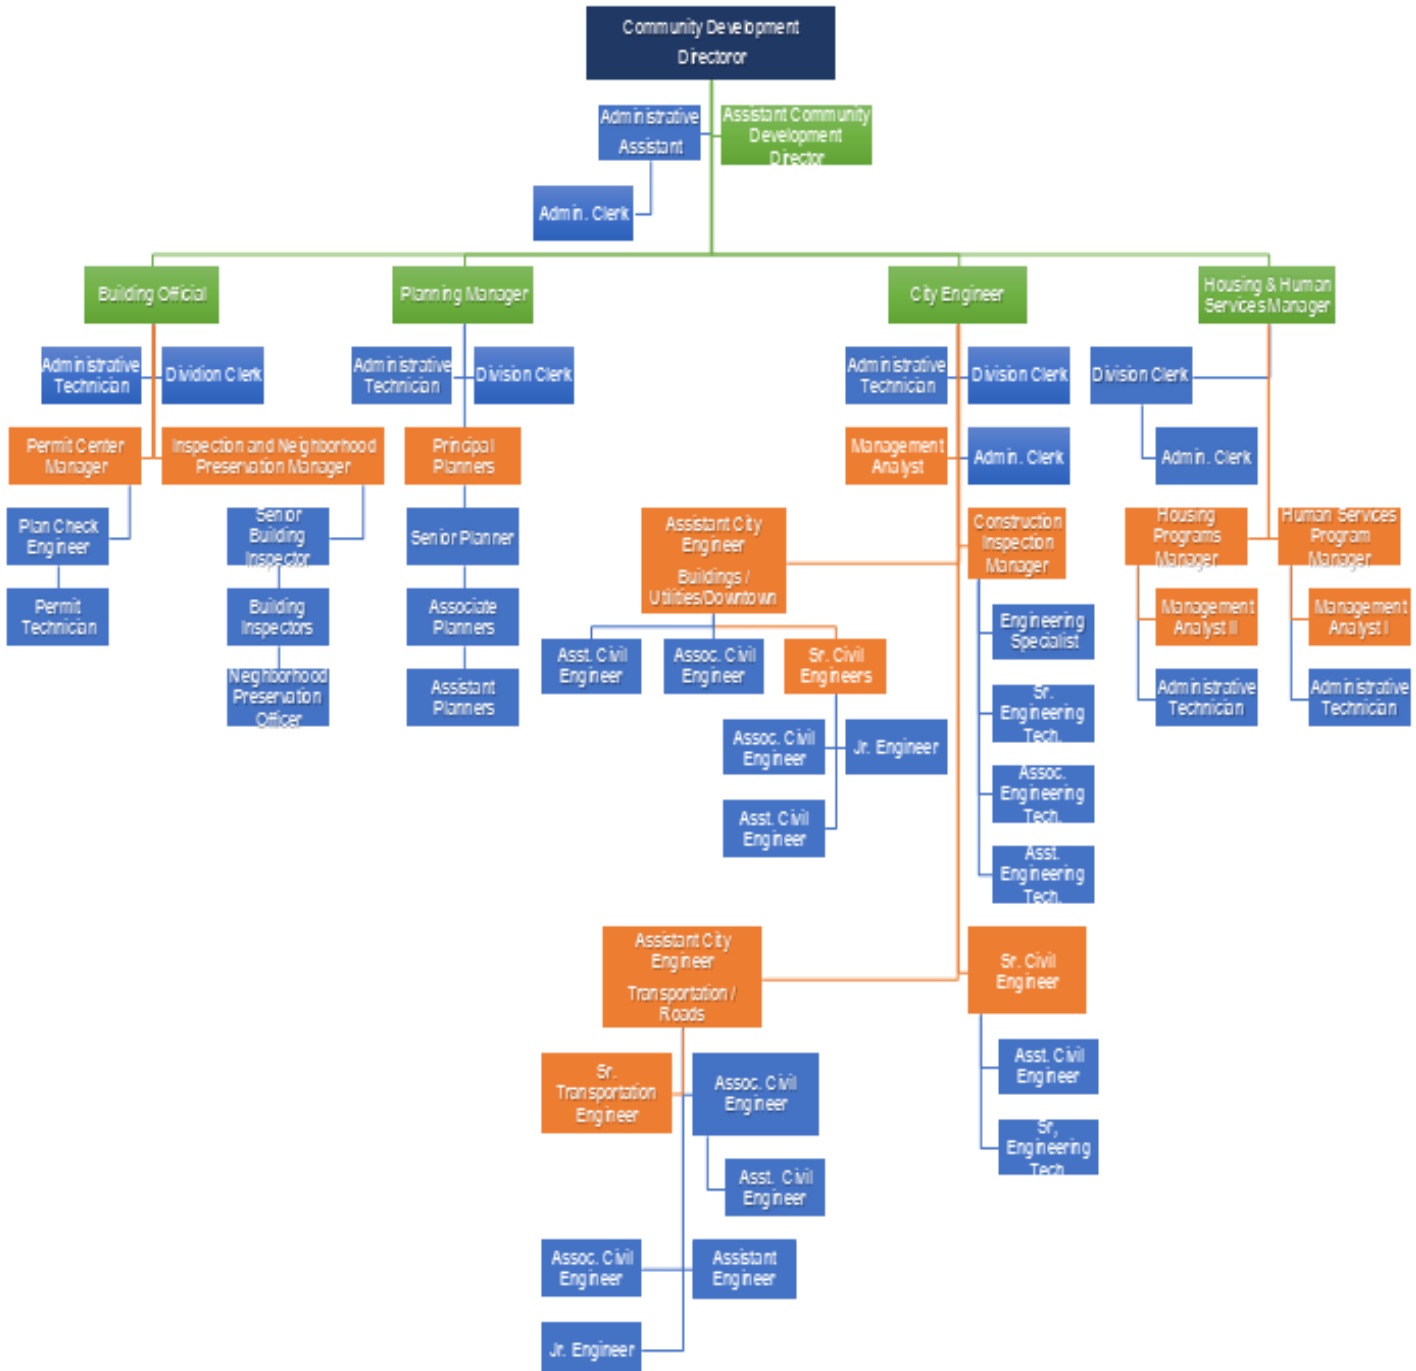 Community Development
Directoror
Administrative
Assistant
Assistant Community
Development
Director
Admin. Clerk
Building Official
Planning Manager
City Engineer
Housing & Human
Services Manager
Administrative
Technician
Dividion Clerk
Administrative
Technician
Division Clerk
Administrative
Technician
Division Clerk
Division Clerk
Permit Center
Manager
Inspection and Neighborhood
Preservation Manager
Principal
Planners
Management
Analyst
Admin. Clerk
Admin. Clerk
Plan Check
Engineer
Senior
Building
Inspector
Senior Planner
Assistant City
Engineer
Buildings /
Utilities/Downtown
Construction
Inspection
Manager
Housing
Programs
Manager
Human Services
Program
Manager
Permit
Technician
Building
Inspectors
Associate
Planners
Engineering
Specialist
Management
Analyst II
Management
Analyst I
Asst. Civil
Engineer
Assoc. Civil
Engineer
Sr. Civil
Engineers
Neghborhood
Preservation
Officer
Assistant
Planners
Sr.
Engineering
Tech.
Administrative
Technician
Administrative
Technician
Assoc. Civil
Engineer
Jr. Engineer
Assoc.
Engineering
Tech.
Asst. Civil
Engineer
Asst.
Engineering
Tech.
Assistant City
Engineer
Transportation /
Roads
Sr. Civil
Engineer
Sr.
Transportation
Engineer
Assoc. Civil
Engineer
Asst. Civil
Engineer
Sr,
Engineering
Tech
Asst. Civil
Engineer
Assoc. Civil
Engineer
Assistant
Engineer
Jr. Engineer